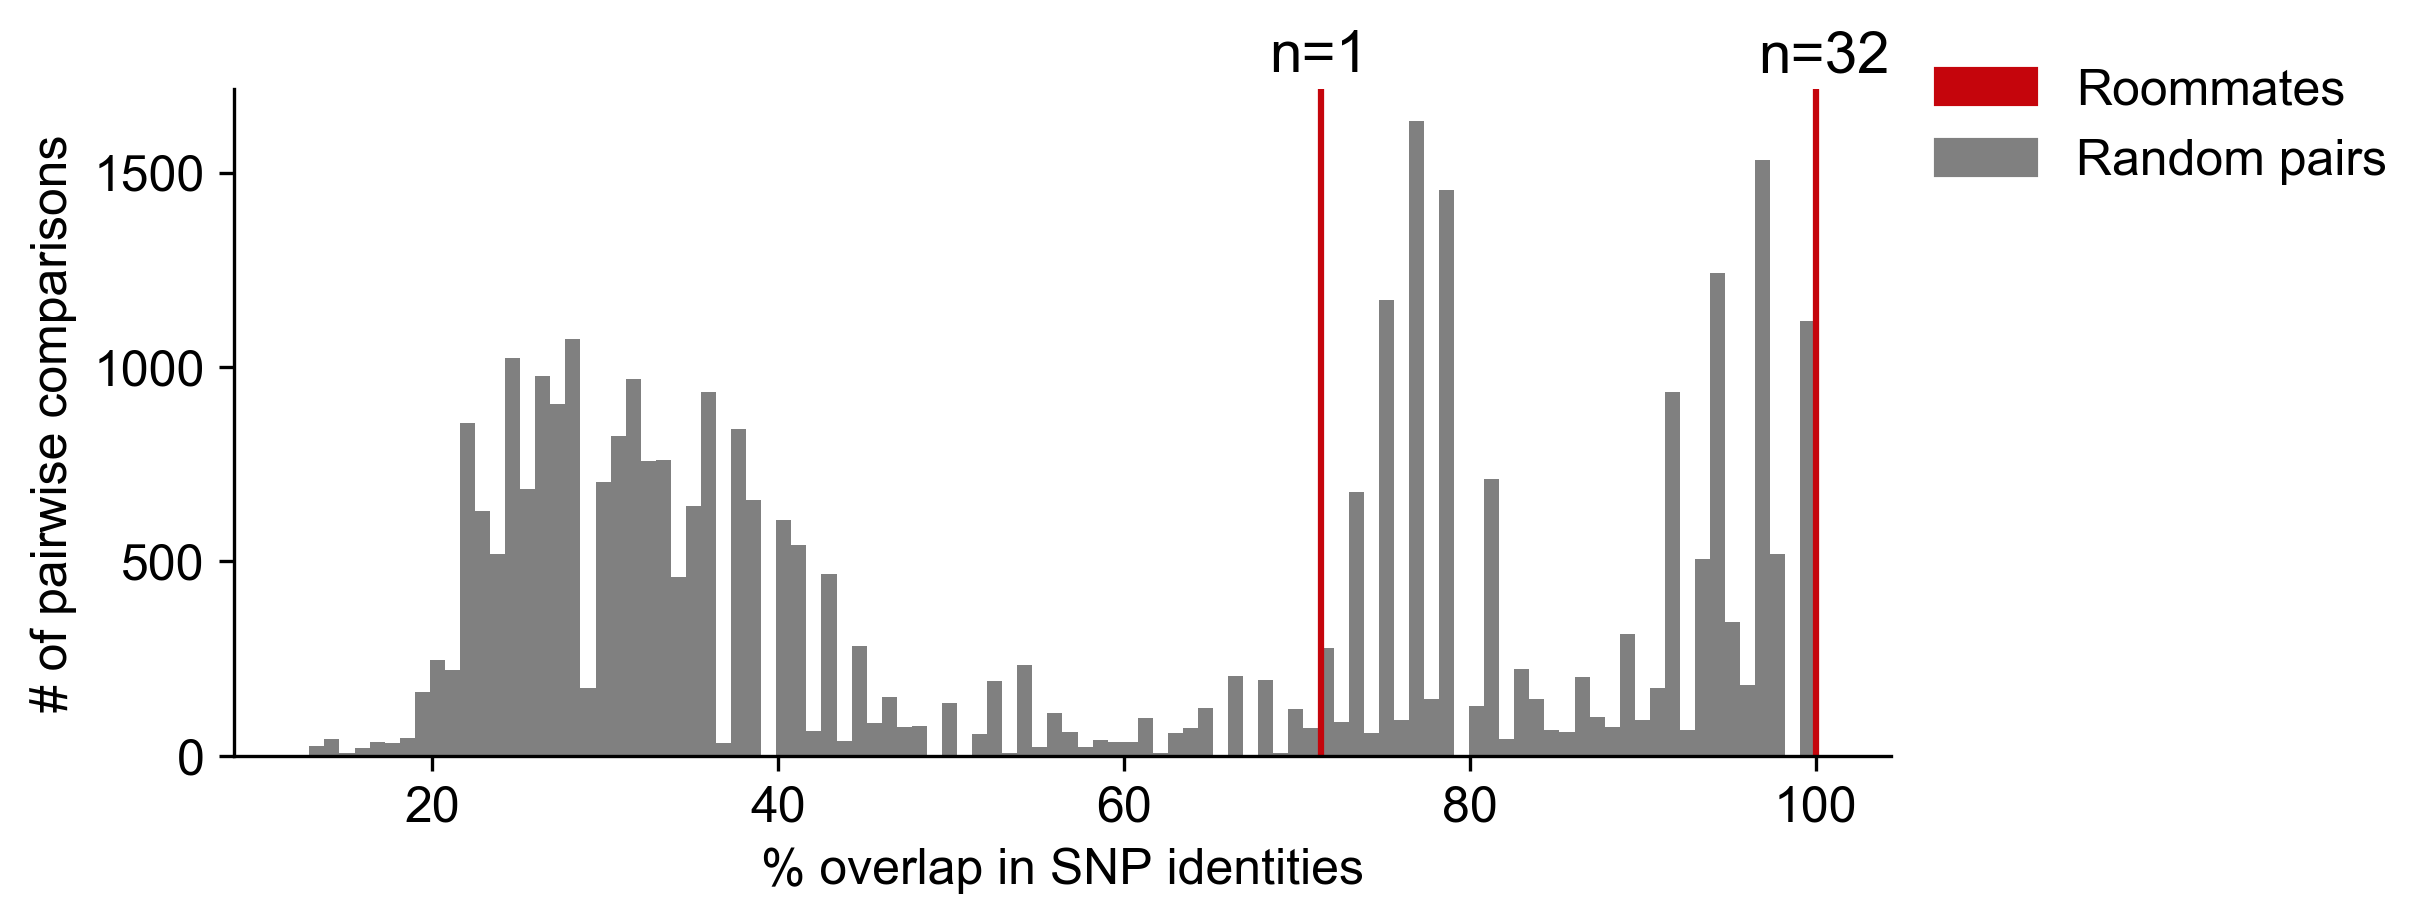 n=1
n=32
Roommates
Random pairs
# of pairwise comparisons
1500
1000
500
0
20
40
60
80
100
% overlap in SNP identities